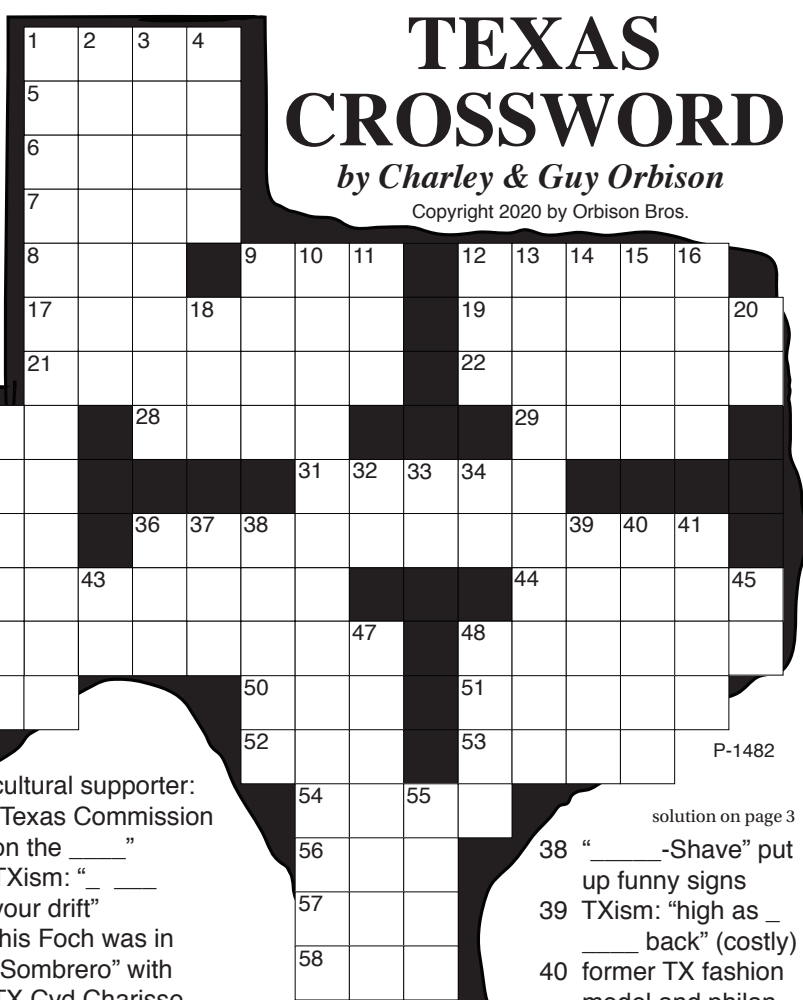 TEXAS
CROSSWORD
by Charley & Guy Orbison
Copyright 2020 by Orbison Bros.
1 2 3 4
5
6
7
8 9 10 11 12 13 14 15 16
17 18 19 20
21 22
28 29
31 32 33 34
36 37 38 39 40 41
43 44 45
47 48
50 51
52 53
P-1482
54 55
56
57
58
cultural supporter:
Texas Commission
on the ____”
TXism: “_ ___
your drift”
his Foch was in
Sombrero” with
TX Cyd Charisse
solution on page 3
38 “_____-Shave” put
up funny signs
39 TXism: “high as _
____ back” (costly)
40 former TX fashion
model and philan-